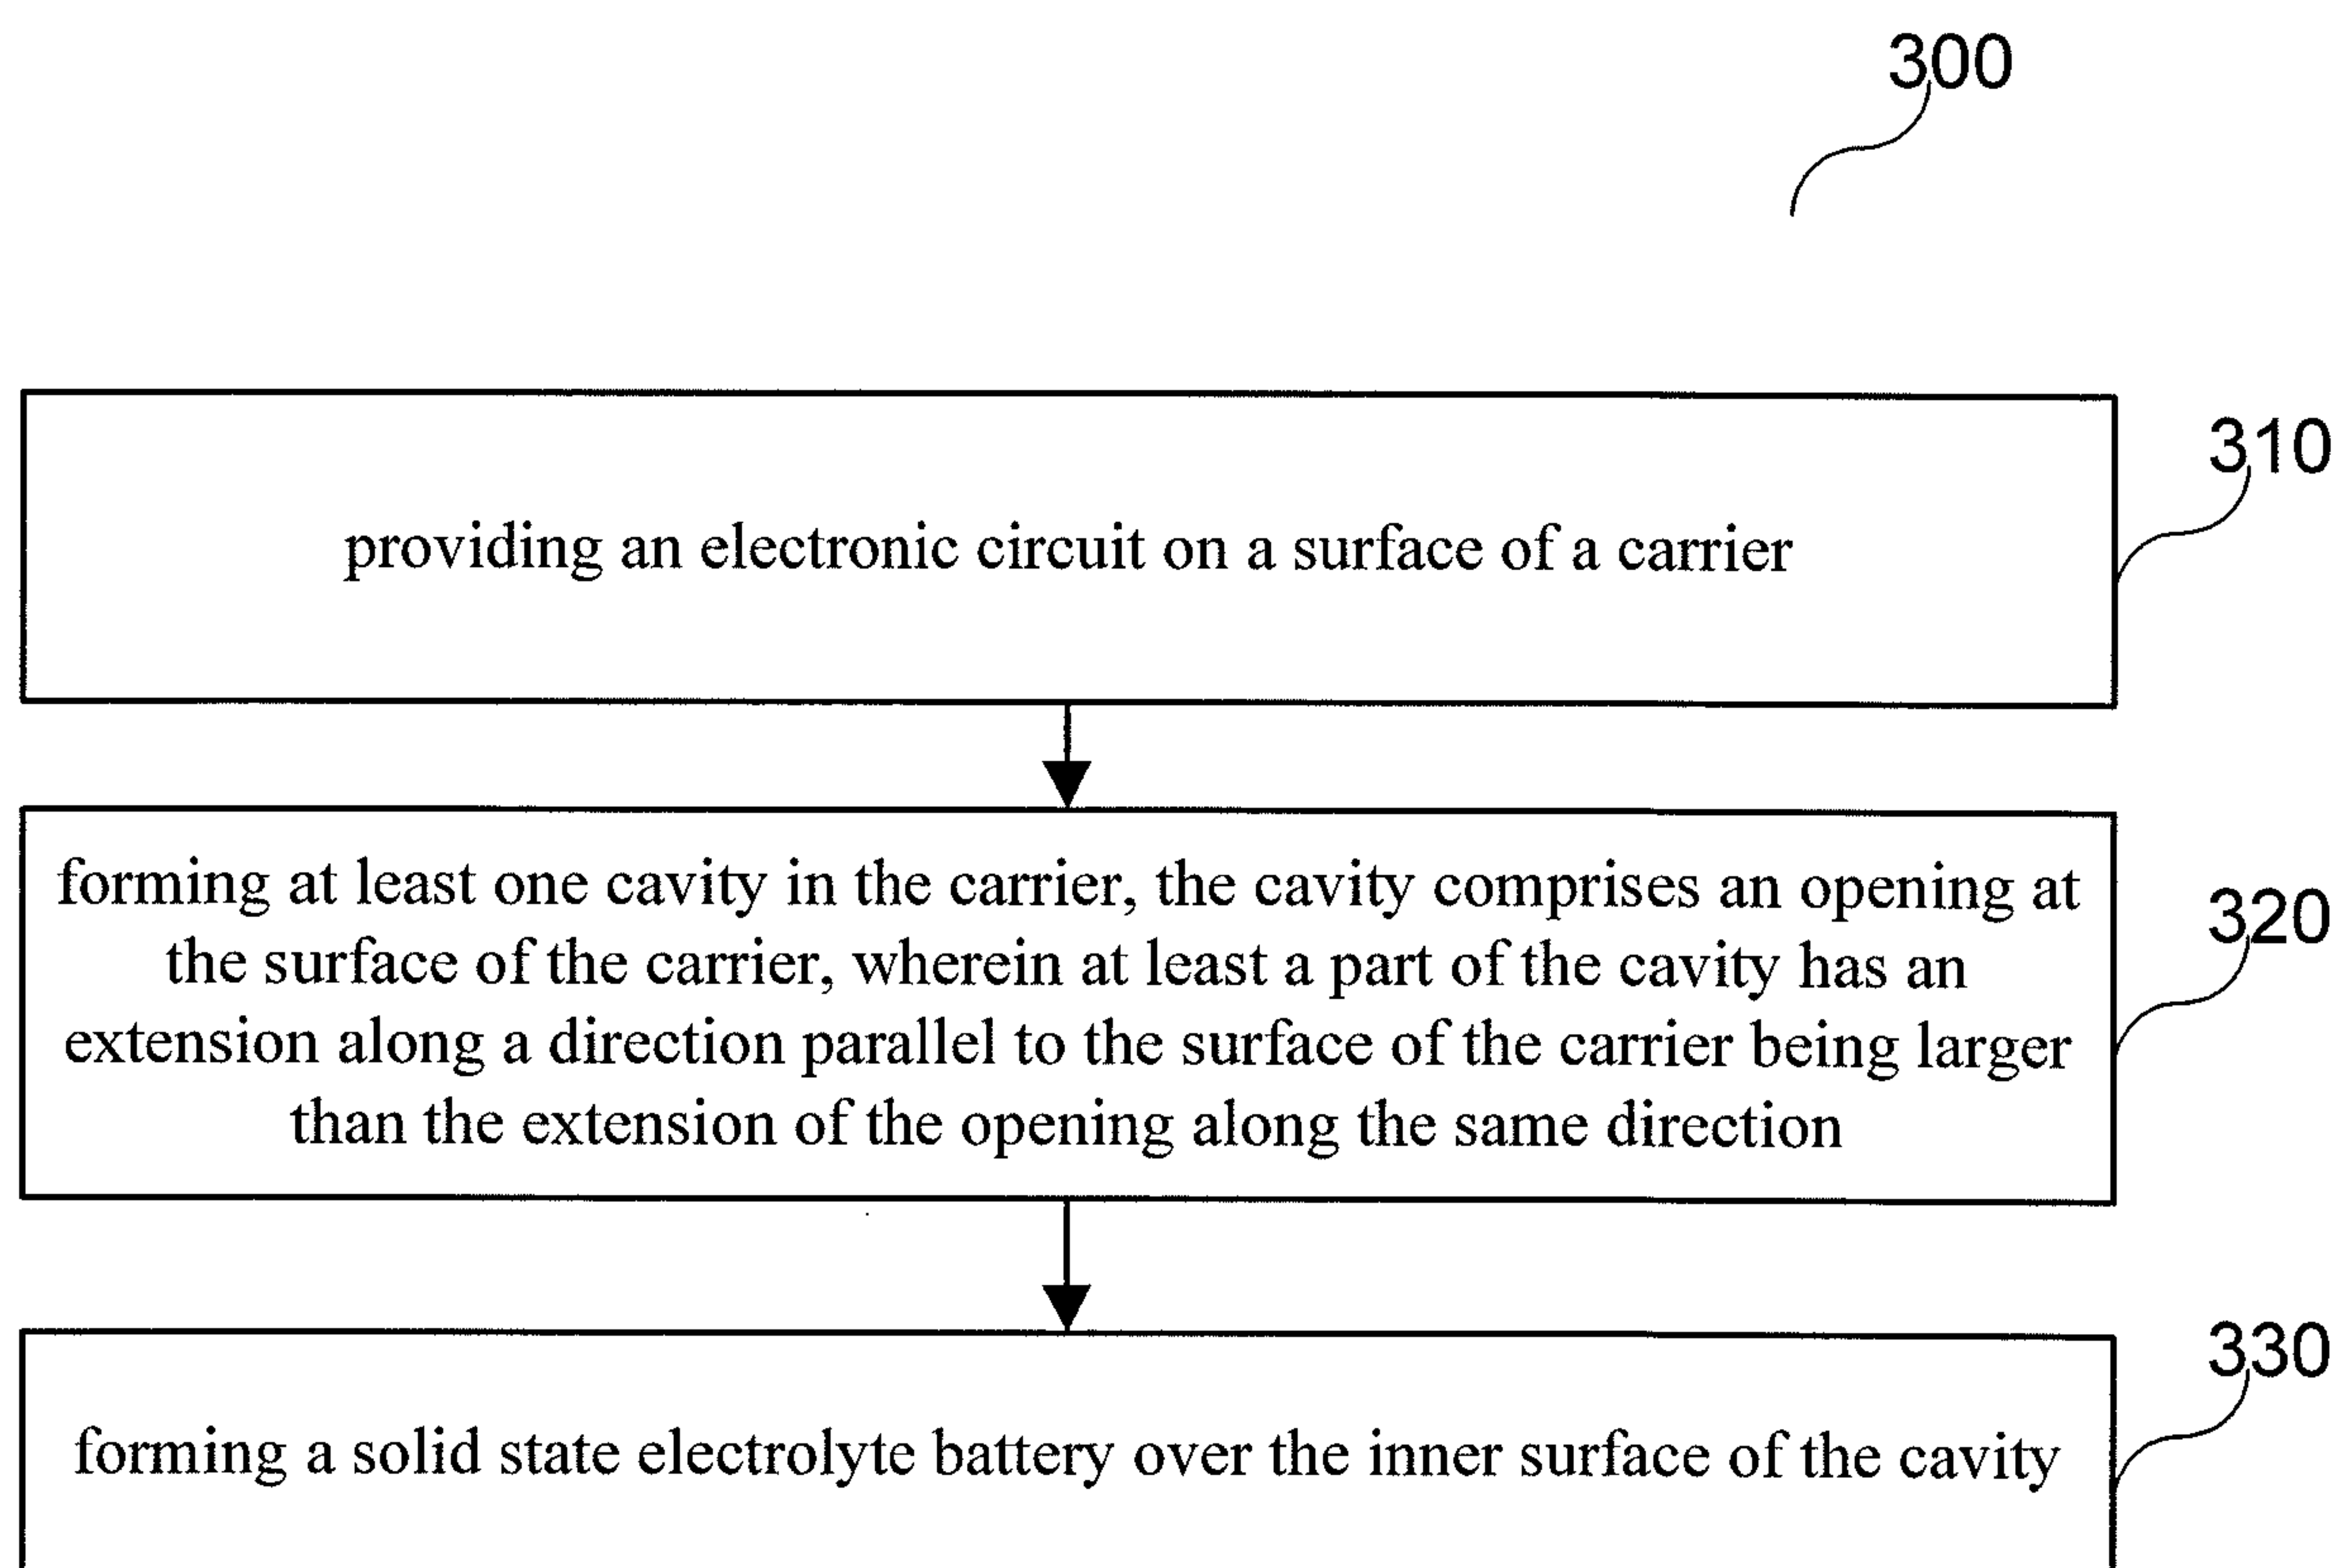 300
310
providing an electronic circuit on a surface of a carrier
320
forming at least one cavity in the carrier, the cavity comprises an opening at
the surface of the carrier, wherein at least a part of the cavity has an
extension along a direction parallel to the surface of the carrier being larger
than the extension of the opening along the same direction
330
forming a solid state electrolyte battery over the inner surface of the cavity